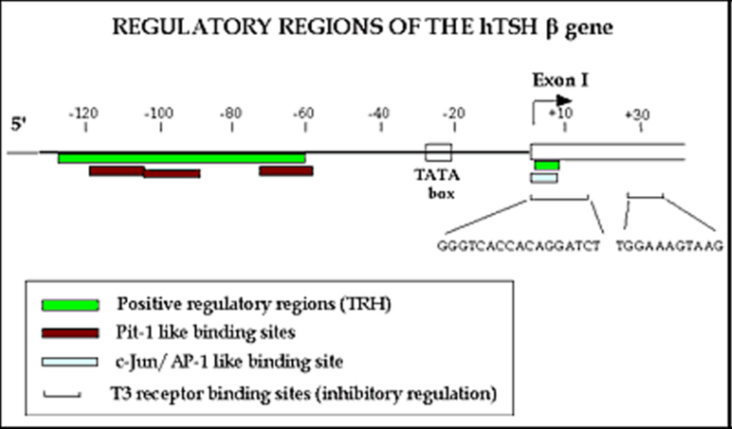 REGULATORY REGIONS OF THE hTSH β gene
Exon I
5' -120 -100 -80 -60 -40 -20 +10 +30
TATA
box
GGGTCACCACAGGATCT TGGAAAGTAAG
Positive regulatory regions (TRH)
Pit-1 like binding sites
c-Jun/ AP-1 like binding site
T3 receptor binding sites (inhibitory regulation)